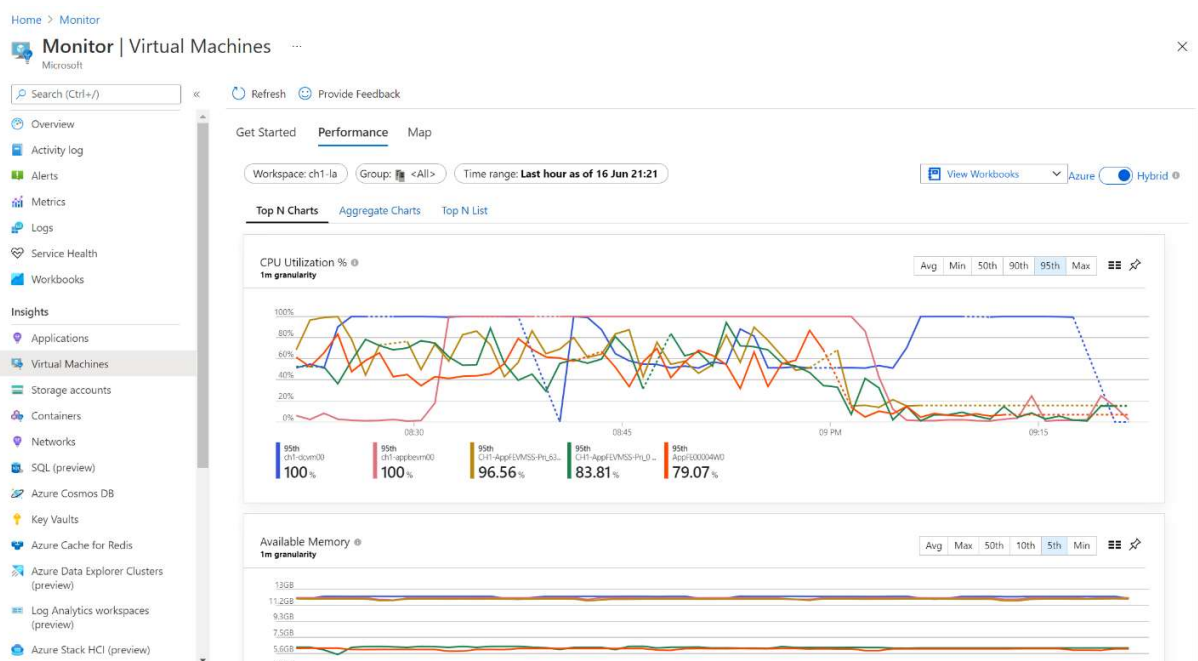 Home > Monitor
Monitor | Virtual Machines ...
Microsoft
Search (Ctrl+/)
«
Overview
Activity log
Alerts
Metrics
Logs
Service Health
Workbooks
Insights
Applications
Virtual Machines
Storage accounts
Containers
Networks
SQL (preview)
Azure Cosmos DB
Key Vaults
Azure Cache for Redis
Azure Data Explorer Clusters
(preview)
Log Analytics workspaces
(preview)
Azure Stack HCI (preview)
Refresh Provide Feedback
Get Started Performance Map
Workspace: ch1-la Group: <All> Time range: Last hour as of 16 Jun 21:21
View Workbooks Azure Hybrid
Top N Charts Aggregate Charts Top N List
CPU Utilization %
1m granularity
Avg Min 50th 90th 95th Max
100%
80%
60%
40%
20%
0%
08:30 08:45 09 PM 09:15
95th
ch1-dcvm00
100%
95th
ch1-appbevm00
100%
95th
CH1-AppFEVMSS-Pri_63...
96.56%
95th
CH1-AppFEVMSS-Pri_0 ...
83.81%
95th
AppFE00004W0
79.07%
Available Memory
1m granularity
Avg Max 50th 10th 5th Min
13GB
11.2GB
9.3GB
7.5GB
5.6GB